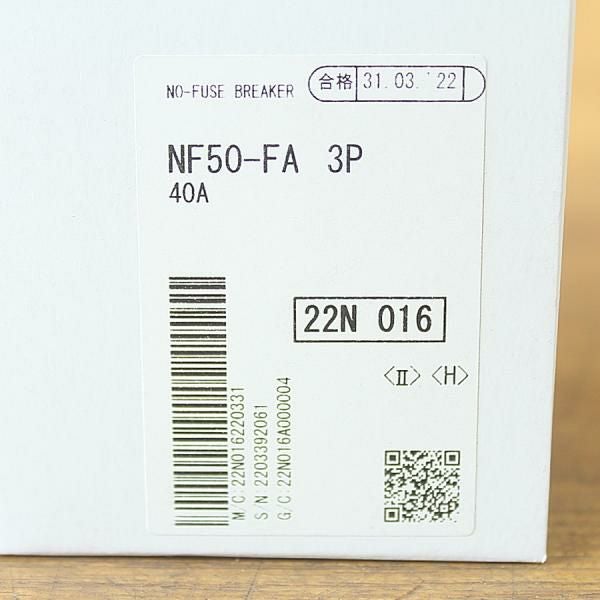 NO-FUSE BREAKER
合格 31.03.'22
NF50-FA 3P
40A
22N 016
<II> <H>
M/C:22N016220331
S/N:2203392061
G/C:22N016A000004